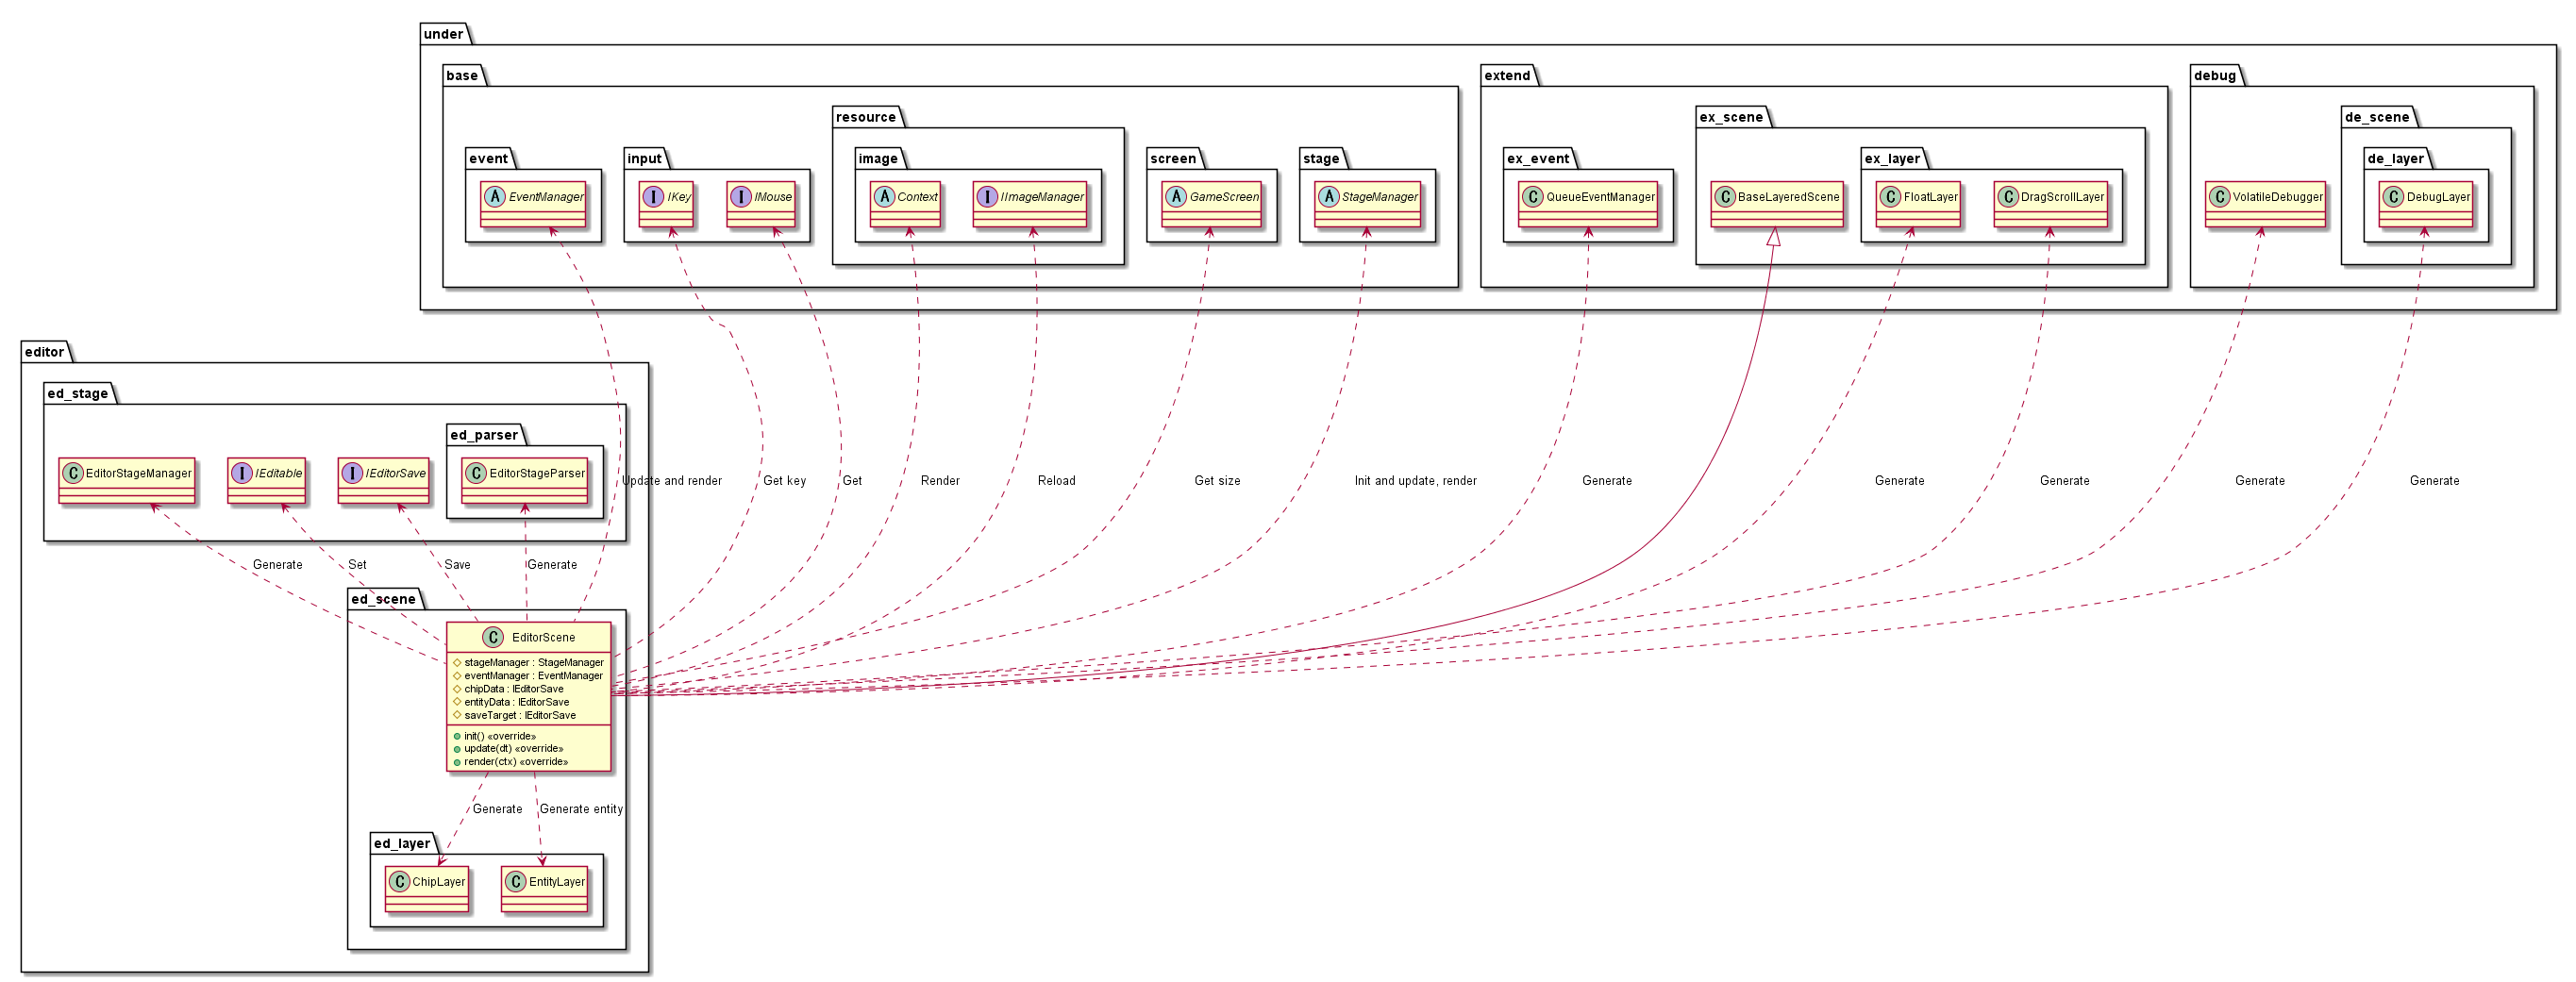 under
base
extend
debug
resource
ex_scene
de_scene
event
input
image
screen
stage
ex_event
ex_layer
de_layer
A EventManager
I IKey
I IMouse
A Context
I IImageManager
A GameScreen
A StageManager
C QueueEventManager
C BaseLayeredScene
C FloatLayer
C DragScrollLayer
C VolatileDebugger
C DebugLayer
editor
ed_stage
ed_parser
C EditorStageManager
I IEditable
I IEditorSave
C EditorStageParser
Update and render
Get key
Get
Render
Reload
Get size
Init and update, render
Generate
Generate
Generate
Generate
Generate
Generate
Set
Save
Generate
ed_scene
C EditorScene
stageManager : StageManager
eventManager : EventManager
chipData : IEditorSave
entityData : IEditorSave
saveTarget : IEditorSave
init() «override»
update(dt) «override»
render(ctx) «override»
Generate
Generate entity
ed_layer
C ChipLayer
C EntityLayer